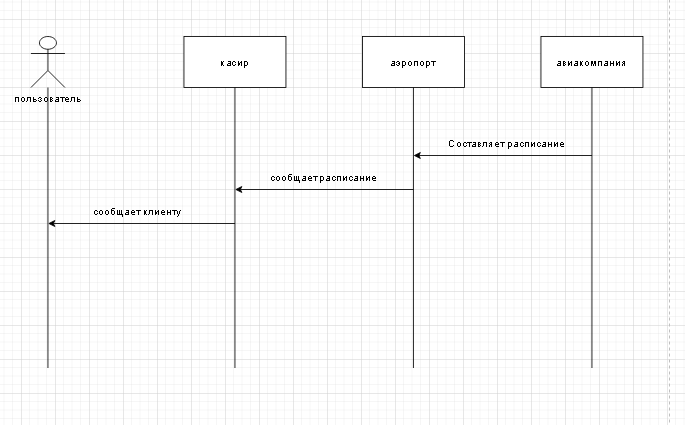 касир
аэропорт
авиакомпания
пользователь
Составляет расписание
сообщает расписание
сообщает клиенту